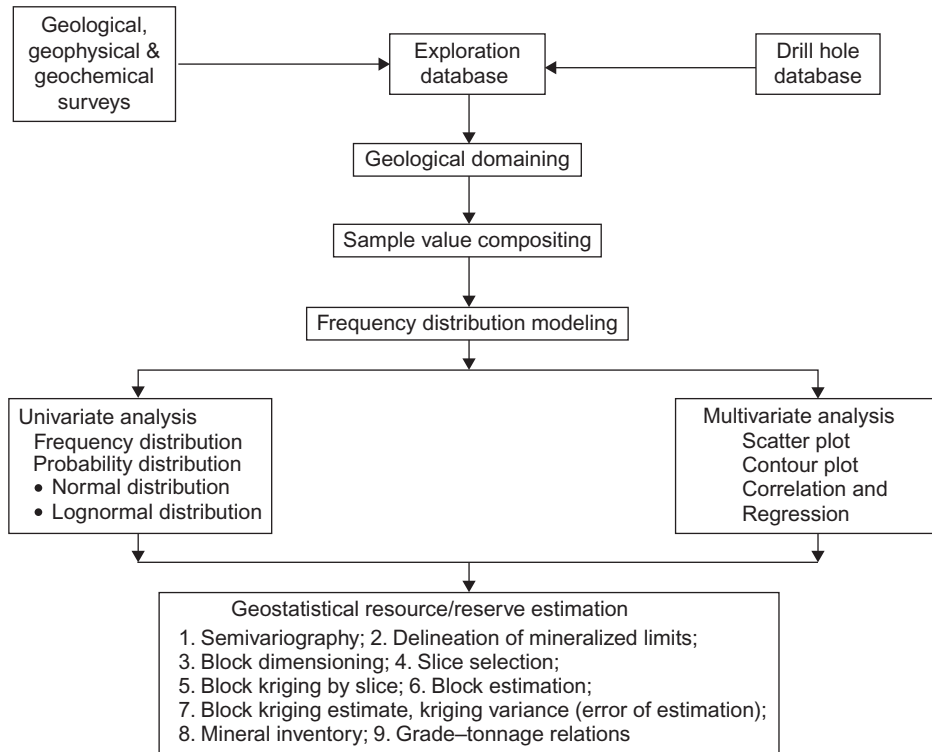 Geological,
geophysical &
geochemical
surveys
Exploration
database
Drill hole
database
Geological domaining
Sample value compositing
Frequency distribution modeling
Univariate analysis
Frequency distribution
Probability distribution
• Normal distribution
• Lognormal distribution
Multivariate analysis
Scatter plot
Contour plot
Correlation and
Regression
Geostatistical resource/reserve estimation
1. Semivariography; 2. Delineation of mineralized limits;
3. Block dimensioning; 4. Slice selection;
5. Block kriging by slice; 6. Block estimation;
7. Block kriging estimate, kriging variance (error of estimation);
8. Mineral inventory; 9. Grade–tonnage relations